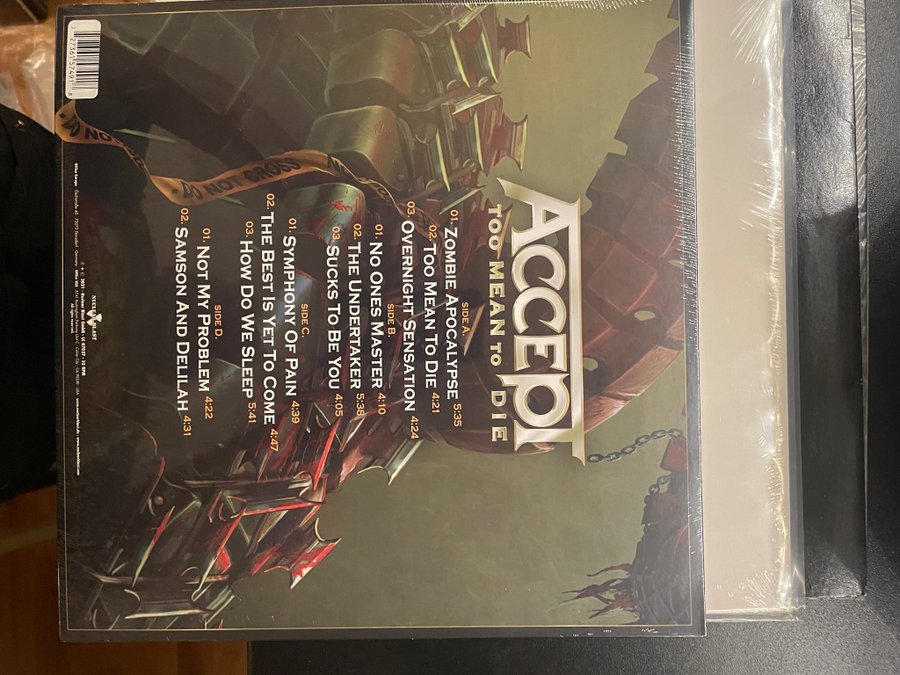 ACCEPT
TOO MEAN TO DIE
SIDE A.
01. ZOMBIE APOCALYPSE 5:35
02. TOO MEAN TO DIE 4:21
03. OVERNIGHT SENSATION 4:24
SIDE B.
01. NO ONES MASTER 4:10
02. THE UNDERTAKER 5:38
03. SUCKS TO BE YOU 4:05
SIDE C.
01. SYMPHONY OF PAIN 4:39
02. THE BEST IS YET TO COME 4:47
03. HOW DO WE SLEEP 5:41
SIDE D.
01. NOT MY PROBLEM 4:22
02. SAMSON AND DELILAH 4:31
DO NOT CROSS
NUCLEAR BLAST